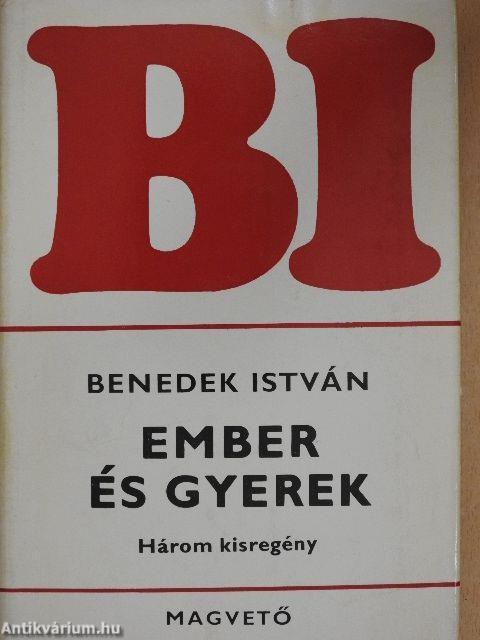 BI
BENEDEK ISTVÁN
EMBER
ÉS GYEREK
Három kisregény
MAGVETŐ
Antikvárium.hu